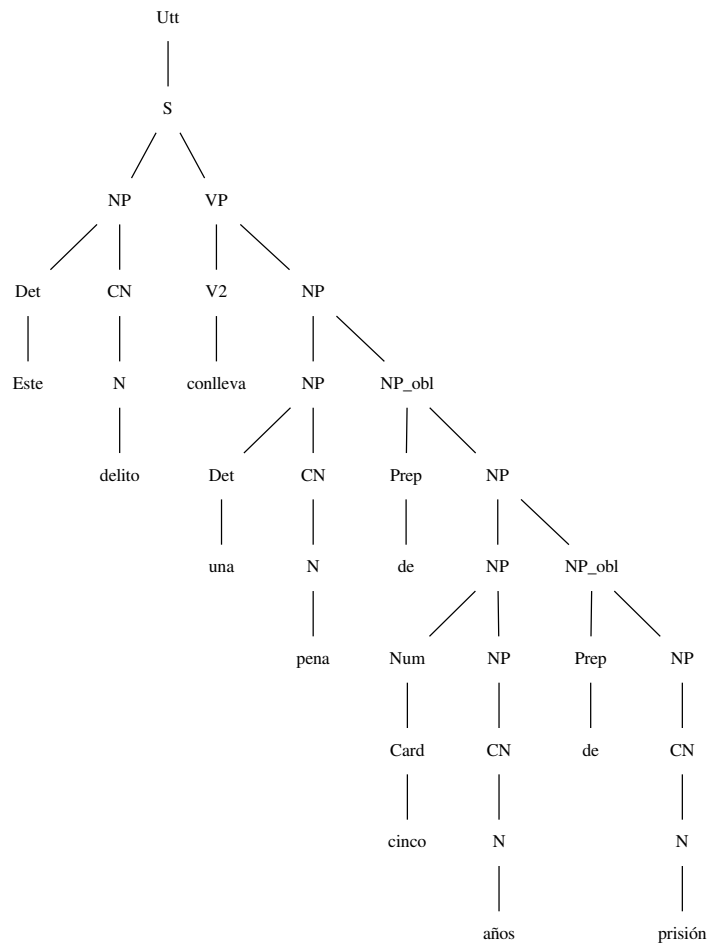 Utt
S
NP VP
Det CN V2 NP
Este N conlleva NP NP_obl
delito Det CN Prep NP
una N de NP NP_obl
pena Num NP Prep NP
Card CN de CN
cinco N N
años prisión